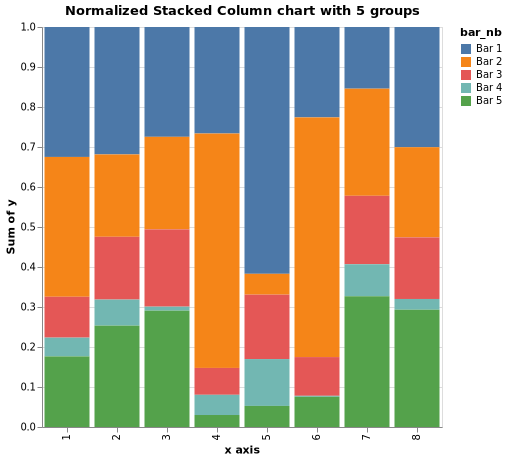 Normalized Stacked Column chart with 5 groups
1.0
0.9
0.8
0.7
0.6
0.5
0.4
0.3
0.2
0.1
0.0
Sum of y
1
2
3
4
5
6
7
8
x axis
bar_nb
Bar 1
Bar 2
Bar 3
Bar 4
Bar 5